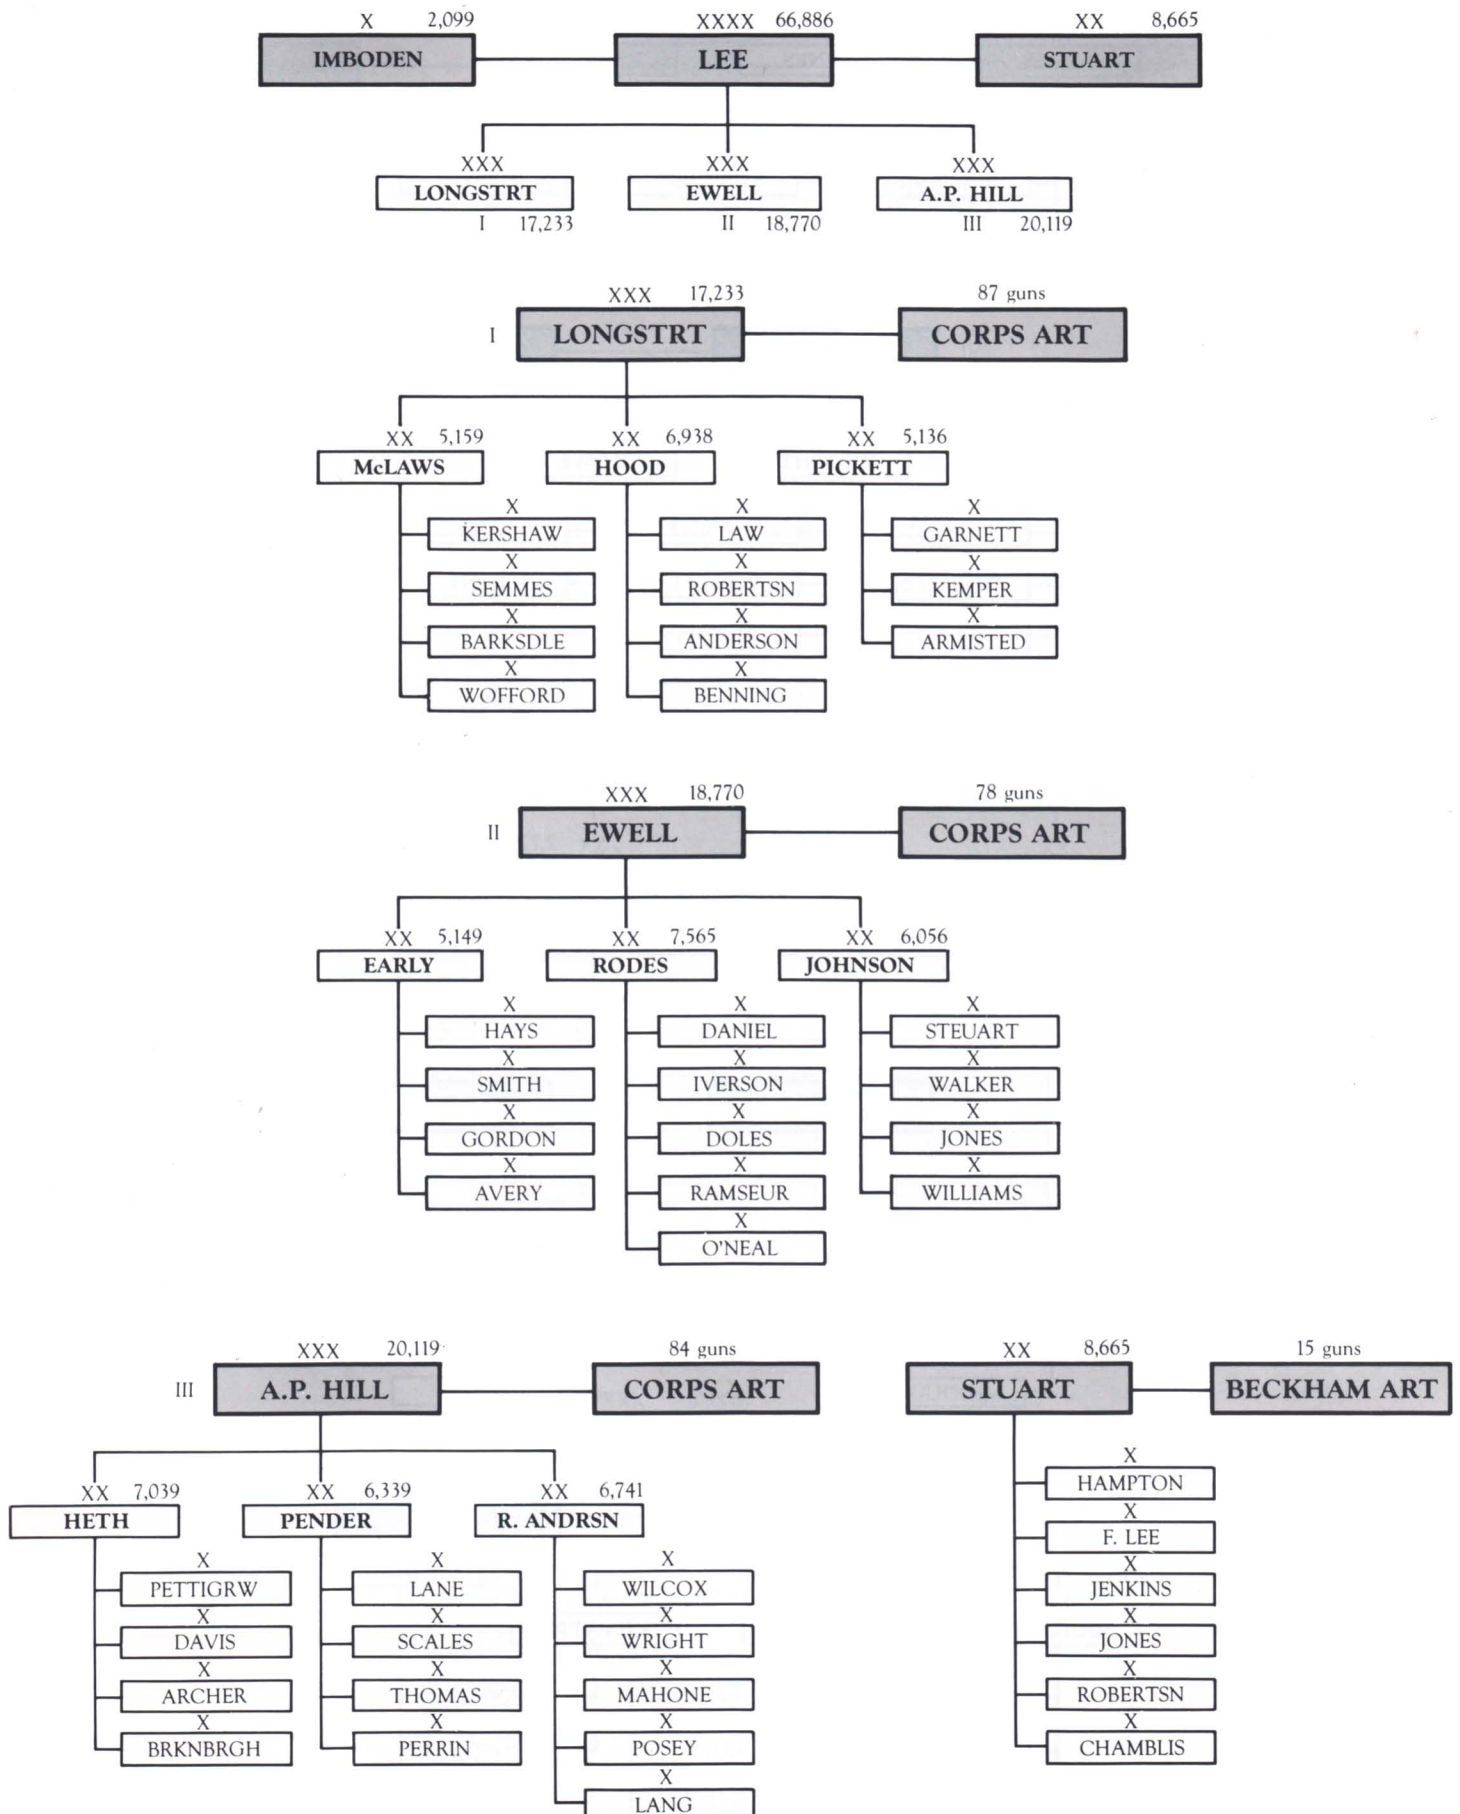 X 2,099 XXXX 66,886 XX 8,665
IMBODEN LEE STUART
XXX XXX XXX
LONGSTRT EWELL A.P. HILL
I 17,233 II 18,770 III 20,119
XXX 17,233 87 guns
I LONGSTRT CORPS ART
XX 5,159 XX 6,938 XX 5,136
McLAWS HOOD PICKETT
X X X
KERSHAW LAW GARNETT
X X X
SEMMES ROBERTSN KEMPER
X X X
BARKSDLE ANDERSON ARMISTED
X X
WOFFORD BENNING
XXX 18,770 78 guns
II EWELL CORPS ART
XX 5,149 XX 7,565 XX 6,056
EARLY RODES JOHNSON
X X X
HAYS DANIEL STEUART
X X X
SMITH IVERSON WALKER
X X X
GORDON DOLES JONES
X X X
AVERY RAMSEUR WILLIAMS
X
O'NEAL
XXX 20,119 84 guns
III A.P. HILL CORPS ART
XX 7,039 XX 6,339 XX 6,741
HETH PENDER R. ANDRSN
X X X
PETTIGRW LANE WILCOX
X X X
DAVIS SCALES WRIGHT
X X X
ARCHER THOMAS MAHONE
X X X
BRKNBRGH PERRIN POSEY
X
LANG
XX 8,665 15 guns
STUART BECKHAM ART
X
HAMPTON
X
F. LEE
X
JENKINS
X
JONES
X
ROBERTSN
X
CHAMBLIS